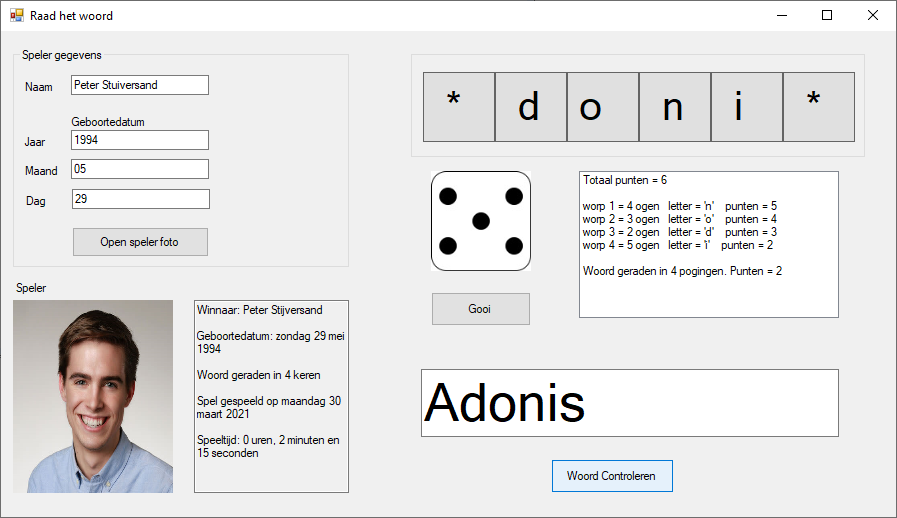 Raad het woord
Speler gegevens
Naam Peter Stuiversand
Geboortedatum
Jaar 1994
Maand 05
Dag 29
Open speler foto
Speler
Winnaar: Peter Stijversand
Geboortedatum: zondag 29 mei
1994
Woord geraden in 4 keren
Spel gespeeld op maandag 30
maart 2021
Speeltijd: 0 uren, 2 minuten en
15 seconden
* d o n i *
Totaal punten = 6
worp 1 = 4 ogen letter = 'n' punten = 5
worp 2 = 3 ogen letter = 'o' punten = 4
worp 3 = 2 ogen letter = 'd' punten = 3
worp 4 = 5 ogen letter = 'i' punten = 2
Woord geraden in 4 pogingen. Punten = 2
Gooi
Adonis
Woord Controleren